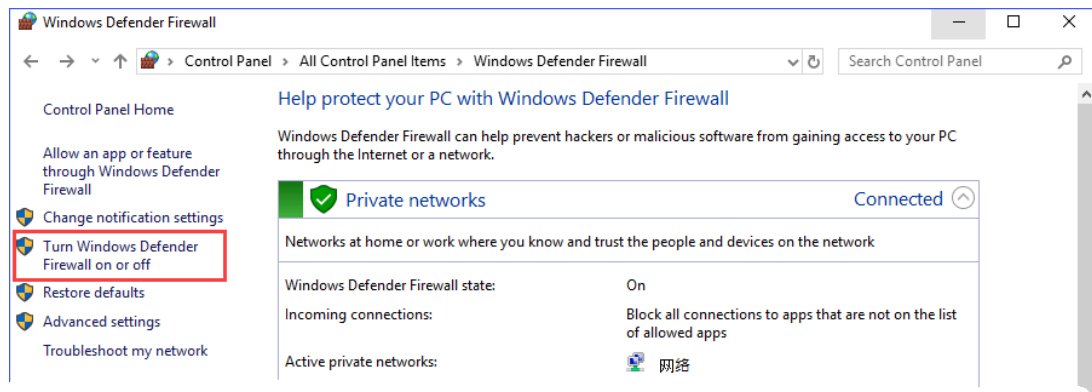 Windows Defender Firewall
Control Panel › All Control Panel Items › Windows Defender Firewall
Search Control Panel
Control Panel Home
Allow an app or feature
through Windows Defender
Firewall
Change notification settings
Turn Windows Defender
Firewall on or off
Restore defaults
Advanced settings
Troubleshoot my network
Help protect your PC with Windows Defender Firewall
Windows Defender Firewall can help prevent hackers or malicious software from gaining access to your PC
through the Internet or a network.
Private networks Connected
Networks at home or work where you know and trust the people and devices on the network
Windows Defender Firewall state: On
Incoming connections: Block all connections to apps that are not on the list
of allowed apps
Active private networks: 网络